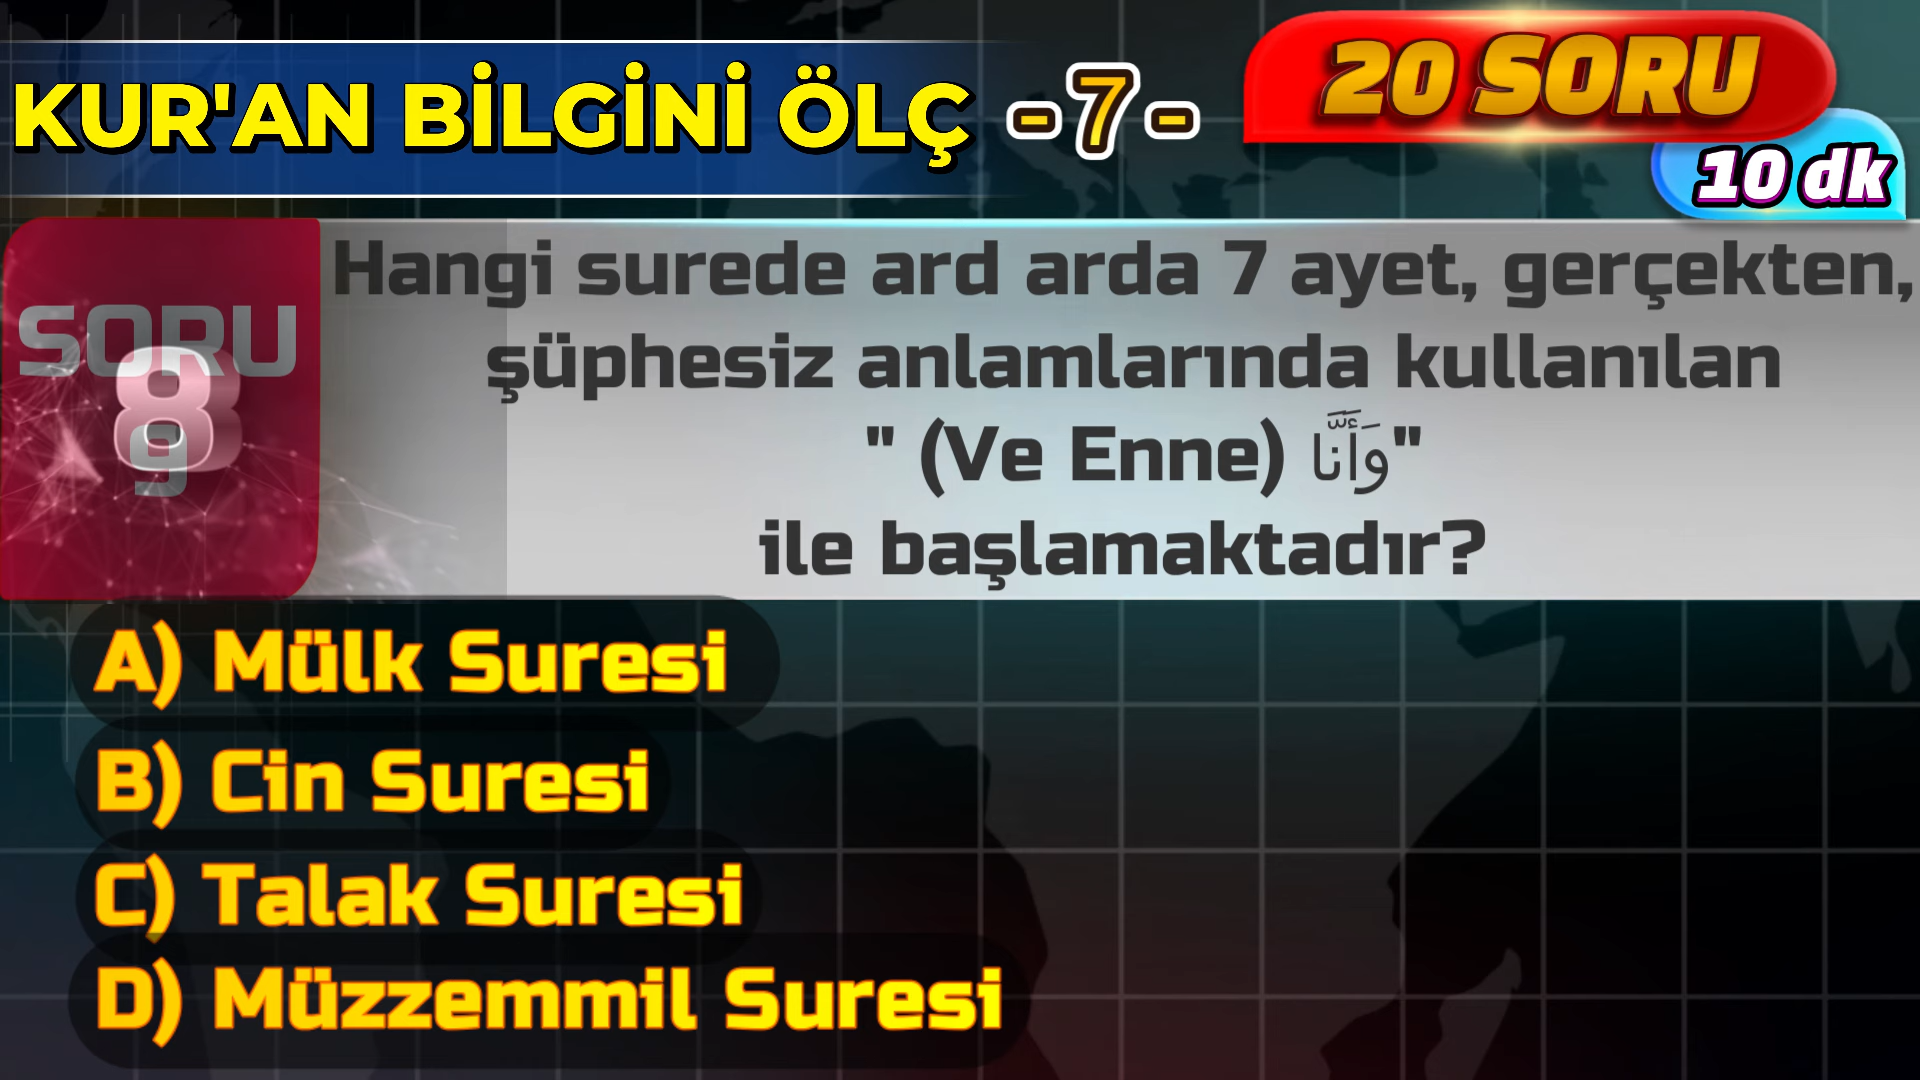 KUR'AN BİLGİNİ ÖLÇ -7-
20 SORU
10 dk
SORU
8
9
Hangi surede ard arda 7 ayet, gerçekten,
şüphesiz anlamlarında kullanılan
" (Ve Enne) وَأَنَّا"
ile başlamaktadır?
A) Mülk Suresi
B) Cin Suresi
C) Talak Suresi
D) Müzzemmil Suresi